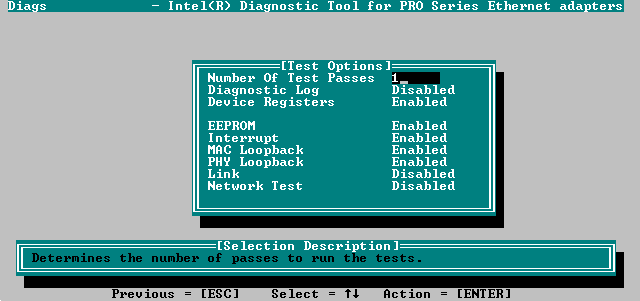 Diags - Intel(R) Diagnostic Tool for PRO Series Ethernet adapters
[Test Options]
Number Of Test Passes 1_
Diagnostic Log Disabled
Device Registers Enabled
EEPROM Enabled
Interrupt Enabled
MAC Loopback Enabled
PHY Loopback Enabled
Link Disabled
Network Test Disabled
[Selection Description]
Determines the number of passes to run the tests.
Previous = [ESC] Select = ↑↓ Action = [ENTER]